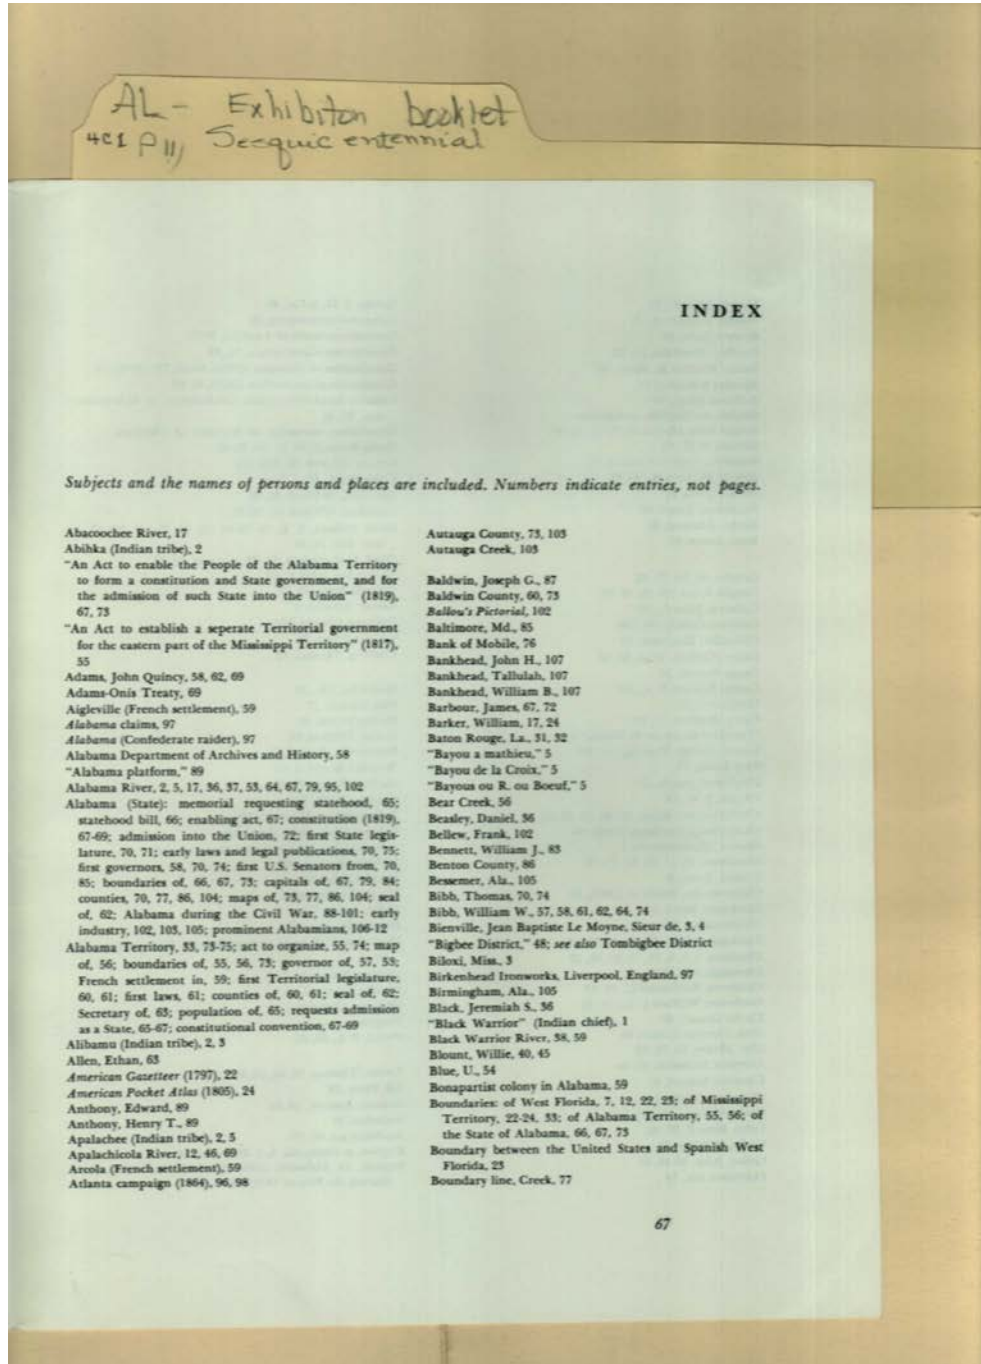 AL- Exhibiton booklet
4C1 P11, Sesquicentennial
INDEX
Subjects and the names of persons and places are included. Numbers indicate entries, not pages.
Abacoochee River, 17
Abihka (Indian tribe), 2
"An Act to enable the People of the Alabama Territory
to form a constitution and State government, and for
the admission of such State into the Union" (1819),
67, 73
"An Act to establish a seperate Territorial government
for the eastern part of the Mississippi Territory" (1817),
55
Adams, John Quincy, 58, 62, 69
Adams-Onís Treaty, 69
Aigleville (French settlement), 59
Alabama claims, 97
Alabama (Confederate raider), 97
Alabama Department of Archives and History, 58
"Alabama platform," 89
Alabama River, 2, 5, 17, 36, 37, 53, 64, 67, 79, 95, 102
Alabama (State): memorial requesting statehood, 65;
statehood bill, 66; enabling act, 67; constitution (1819),
67-69; admission into the Union, 72; first State legis-
lature, 70, 71; early laws and legal publications, 70, 75;
first governors, 58, 70, 74; first U.S. Senators from, 70,
85; boundaries of, 66, 67, 73; capitals of, 67, 79, 84;
counties, 70, 77, 86, 104; maps of, 73, 77, 86, 104; seal
of, 62; Alabama during the Civil War, 88-101; early
industry, 102, 103, 105; prominent Alabamians, 106-12
Alabama Territory, 53, 73-75; act to organize, 55, 74; map
of, 56; boundaries of, 55, 56, 73; governor of, 57, 53;
French settlement in, 59; first Territorial legislature,
60, 61; first laws, 61; counties of, 60, 61; seal of, 62;
Secretary of, 63; population of, 65; requests admission
as a State, 65-67; constitutional convention, 67-69
Alibamu (Indian tribe), 2, 3
Allen, Ethan, 63
American Gazetteer (1797), 22
American Pocket Atlas (1805), 24
Anthony, Edward, 89
Anthony, Henry T., 89
Apalachee (Indian tribe), 2, 5
Apalachicola River, 12, 46, 69
Arcola (French settlement), 59
Atlanta campaign (1864), 96, 98
Autauga County, 73, 103
Autauga Creek, 103
Baldwin, Joseph G., 87
Baldwin County, 60, 73
Ballou's Pictorial, 102
Baltimore, Md., 85
Bank of Mobile, 76
Bankhead, John H., 107
Bankhead, Tallulah, 107
Bankhead, William B., 107
Barbour, James, 67, 72
Barker, William, 17, 24
Baton Rouge, La., 31, 32
"Bayou a mathieu," 5
"Bayou de la Croix," 5
"Bayous ou R. ou Boeuf," 5
Bear Creek, 56
Beasley, Daniel, 36
Bellew, Frank, 102
Bennett, William J., 83
Benton County, 86
Bessemer, Ala., 105
Bibb, Thomas, 70, 74
Bibb, William W., 57, 58, 61, 62, 64, 74
Bienville, Jean Baptiste Le Moyne, Sieur de, 3, 4
"Bigbee District," 48; see also Tombigbee District
Biloxi, Miss., 3
Birkenhead Ironworks, Liverpool, England, 97
Birmingham, Ala., 105
Black, Jeremiah S., 36
"Black Warrior" (Indian chief), 1
Black Warrior River, 38, 59
Blount, Willie, 40, 45
Blue, U., 54
Bonapartist colony in Alabama, 59
Boundaries: of West Florida, 7, 12, 22, 23; of Mississippi
Territory, 22-24, 33; of Alabama Territory, 55, 56; of
the State of Alabama, 66, 67, 73
Boundary between the United States and Spanish West
Florida, 23
Boundary line, Creek, 77
67